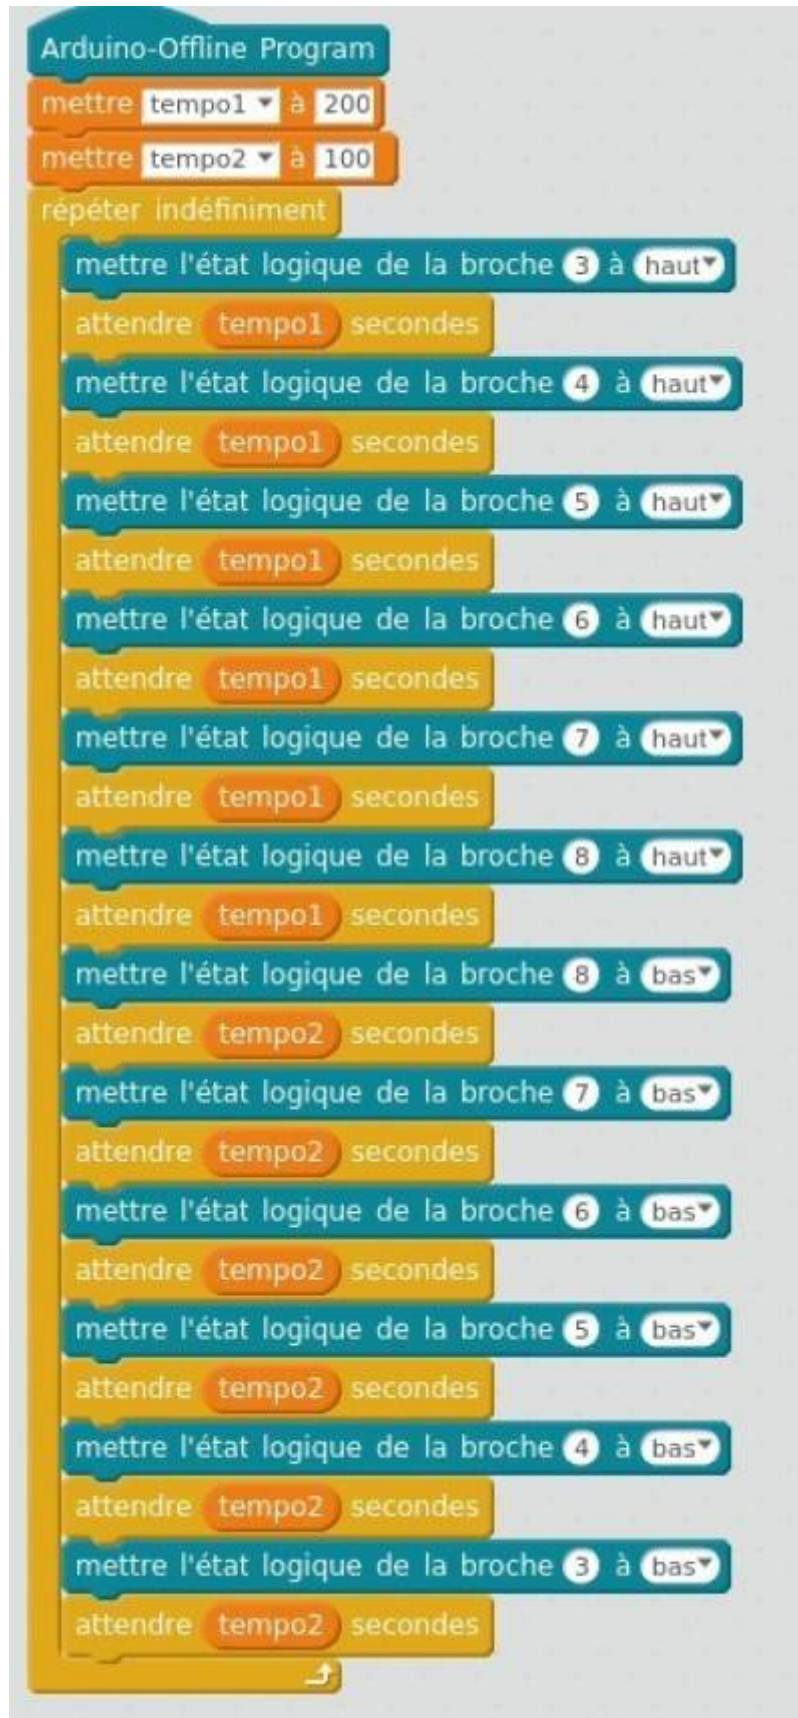 Arduino-Offline Program
mettre tempo1 à 200
mettre tempo2 à 100
répéter indéfiniment
mettre l'état logique de la broche 3 à haut
attendre tempo1 secondes
mettre l'état logique de la broche 4 à haut
attendre tempo1 secondes
mettre l'état logique de la broche 5 à haut
attendre tempo1 secondes
mettre l'état logique de la broche 6 à haut
attendre tempo1 secondes
mettre l'état logique de la broche 7 à haut
attendre tempo1 secondes
mettre l'état logique de la broche 8 à haut
attendre tempo1 secondes
mettre l'état logique de la broche 8 à bas
attendre tempo2 secondes
mettre l'état logique de la broche 7 à bas
attendre tempo2 secondes
mettre l'état logique de la broche 6 à bas
attendre tempo2 secondes
mettre l'état logique de la broche 5 à bas
attendre tempo2 secondes
mettre l'état logique de la broche 4 à bas
attendre tempo2 secondes
mettre l'état logique de la broche 3 à bas
attendre tempo2 secondes